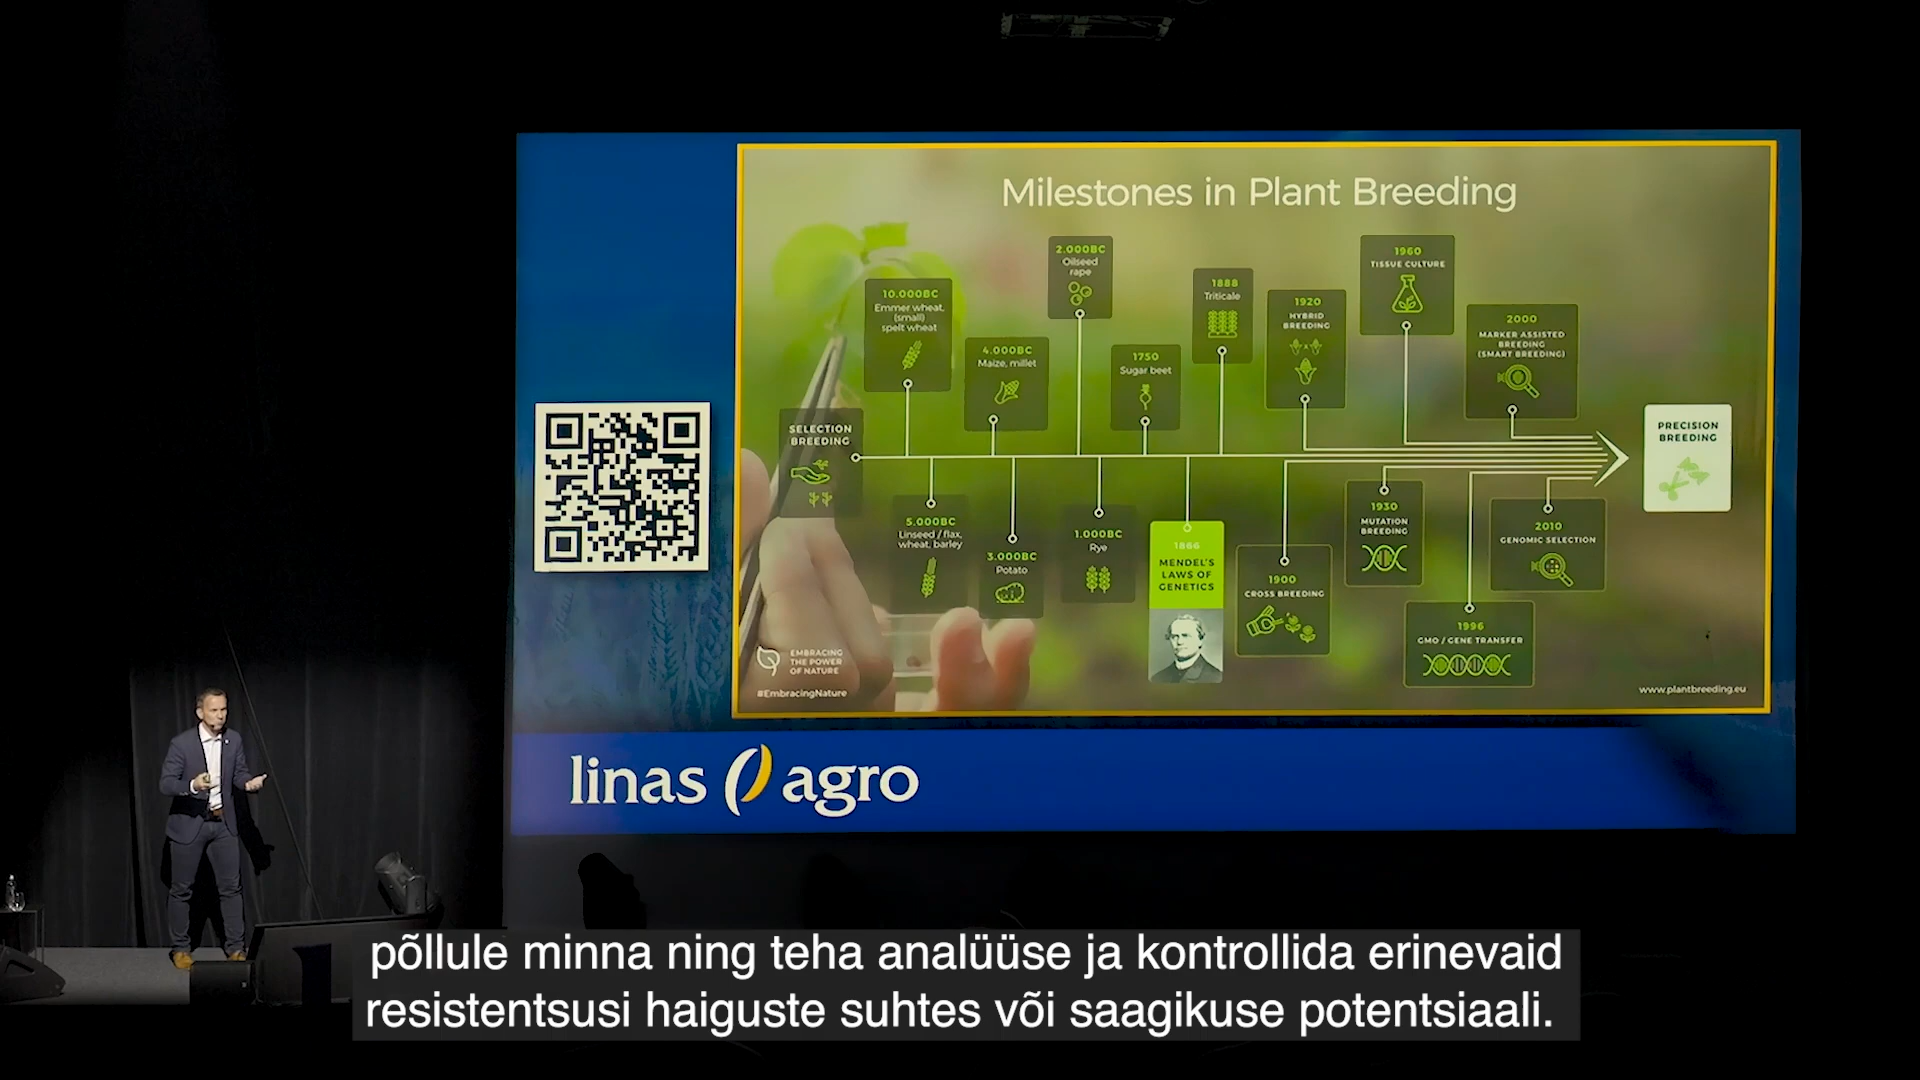 Milestones in Plant Breeding
SELECTION
BREEDING
10.000BC
Emmer wheat,
(small)
spelt wheat
5.000BC
Linseed / flax,
wheat, barley
4.000BC
Maize, millet
3.000BC
Potato
2.000BC
Oilseed
rape
1.000BC
Rye
1750
Sugar beet
1866
MENDEL'S
LAWS OF
GENETICS
1888
Triticale
1900
CROSS BREEDING
1920
HYBRID
BREEDING
1930
MUTATION
BREEDING
1960
TISSUE CULTURE
1996
GMO / GENE TRANSFER
2000
MARKER ASSISTED
BREEDING
(SMART BREEDING)
2010
GENOMIC SELECTION
PRECISION
BREEDING
EMBRACING
THE POWER
OF NATURE
#EmbracingNature
www.plantbreeding.eu
linas agro
põllule minna ning teha analüüse ja kontrollida erinevaid
resistentsusi haiguste suhtes või saagikuse potentsiaali.